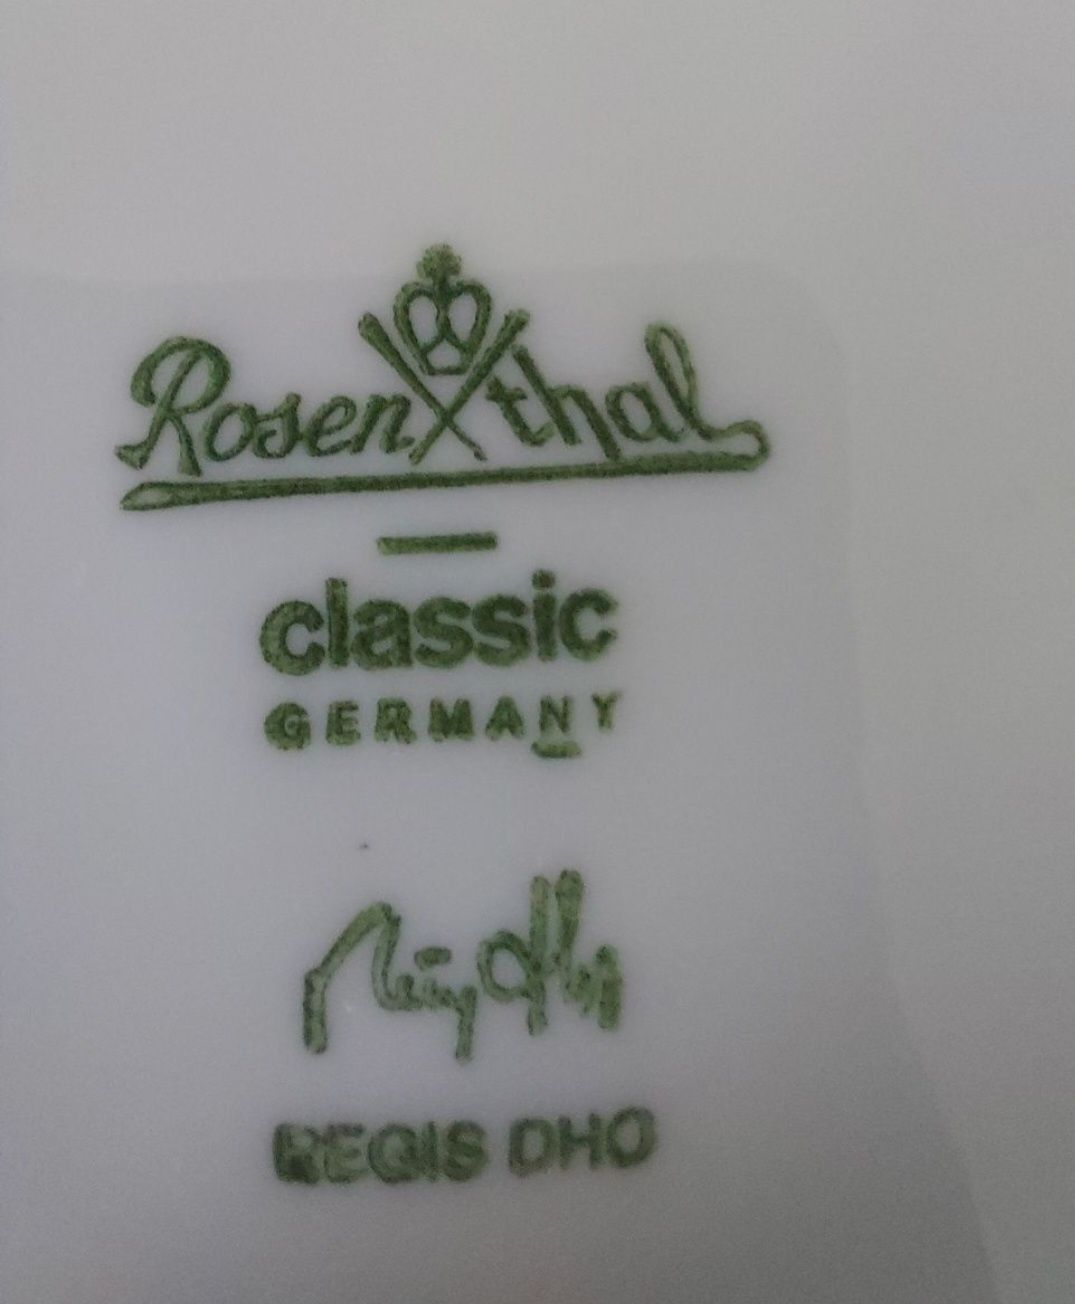 Rosenthal
classic
GERMANY
REGIS DHO